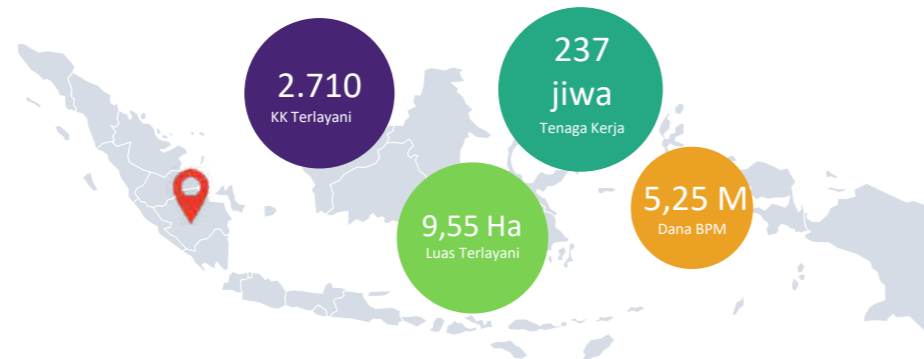 2.710
KK Terlayani
237
jiwa
Tenaga Kerja
9,55 Ha
Luas Terlayani
5,25 M
Dana BPM